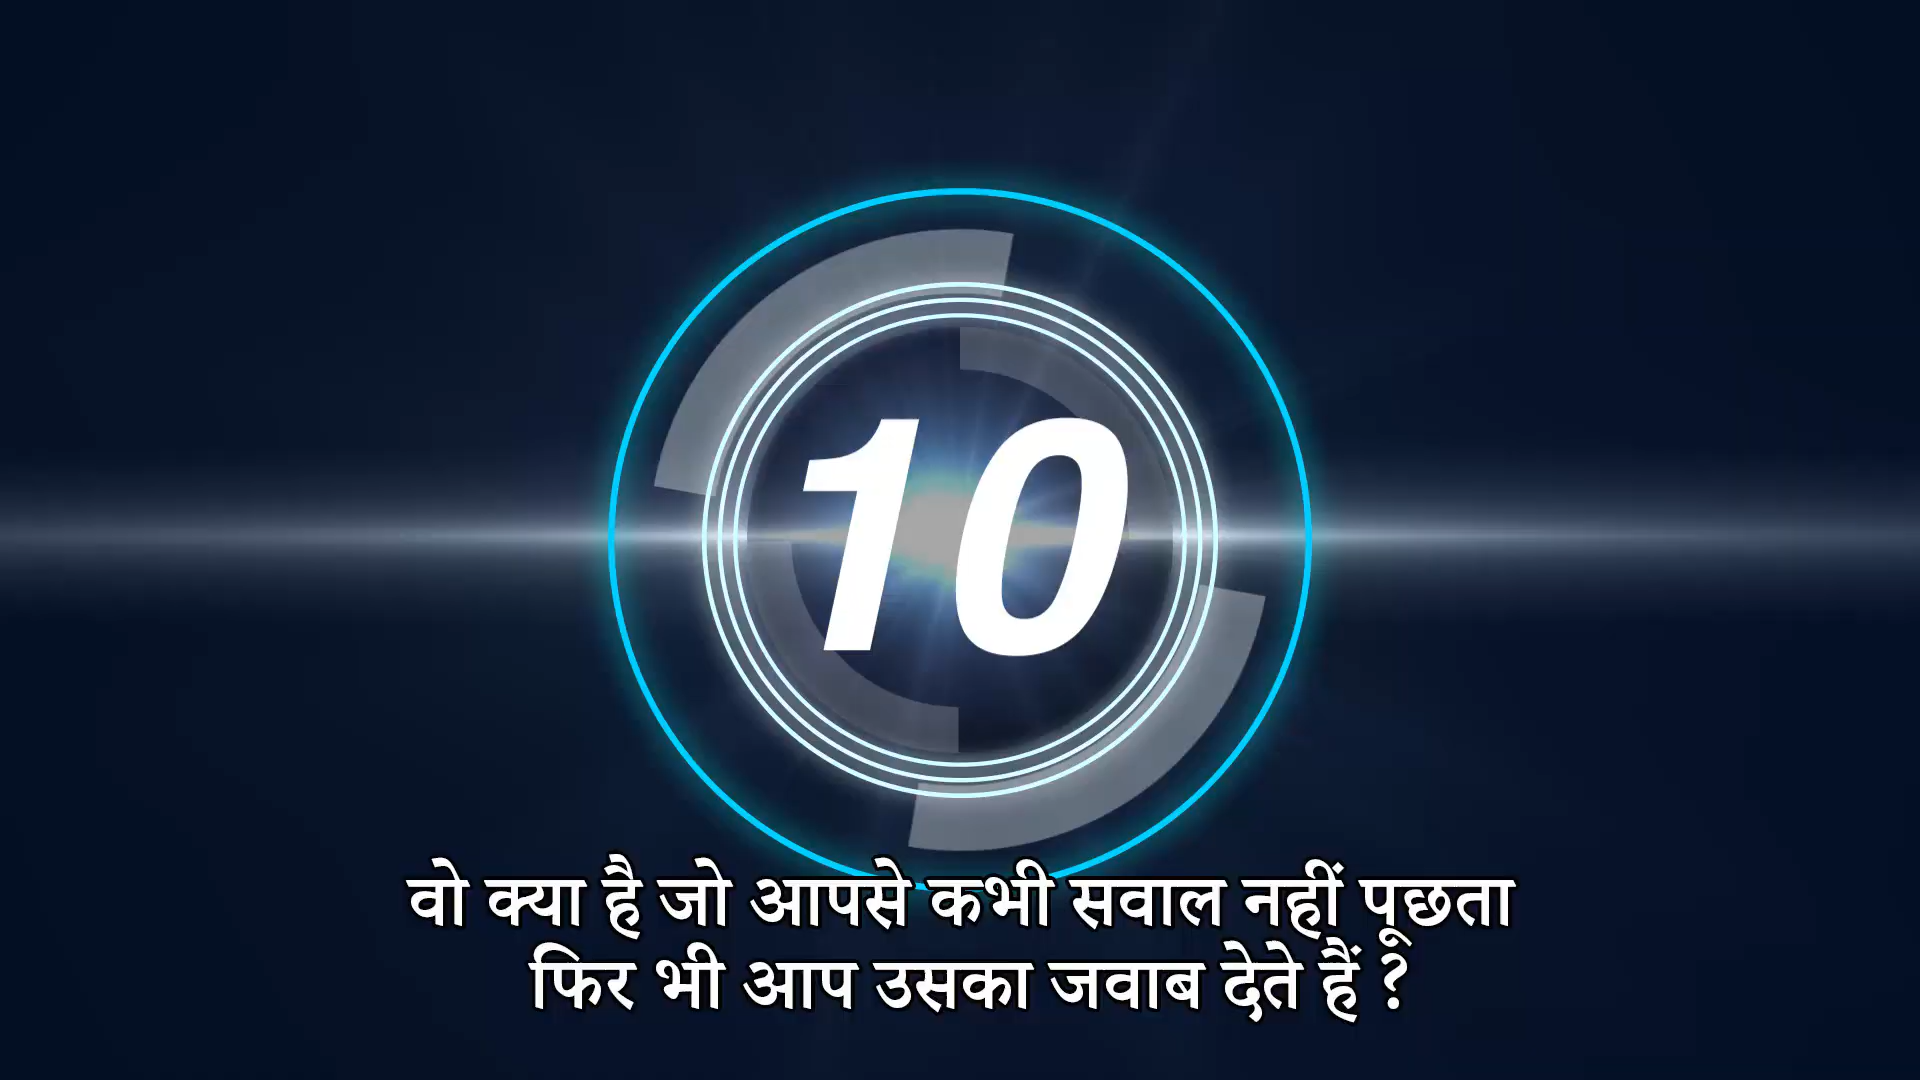 10
वो क्या है जो आपसे कभी सवाल नहीं पूछता
फिर भी आप उसका जवाब देते हैं ?